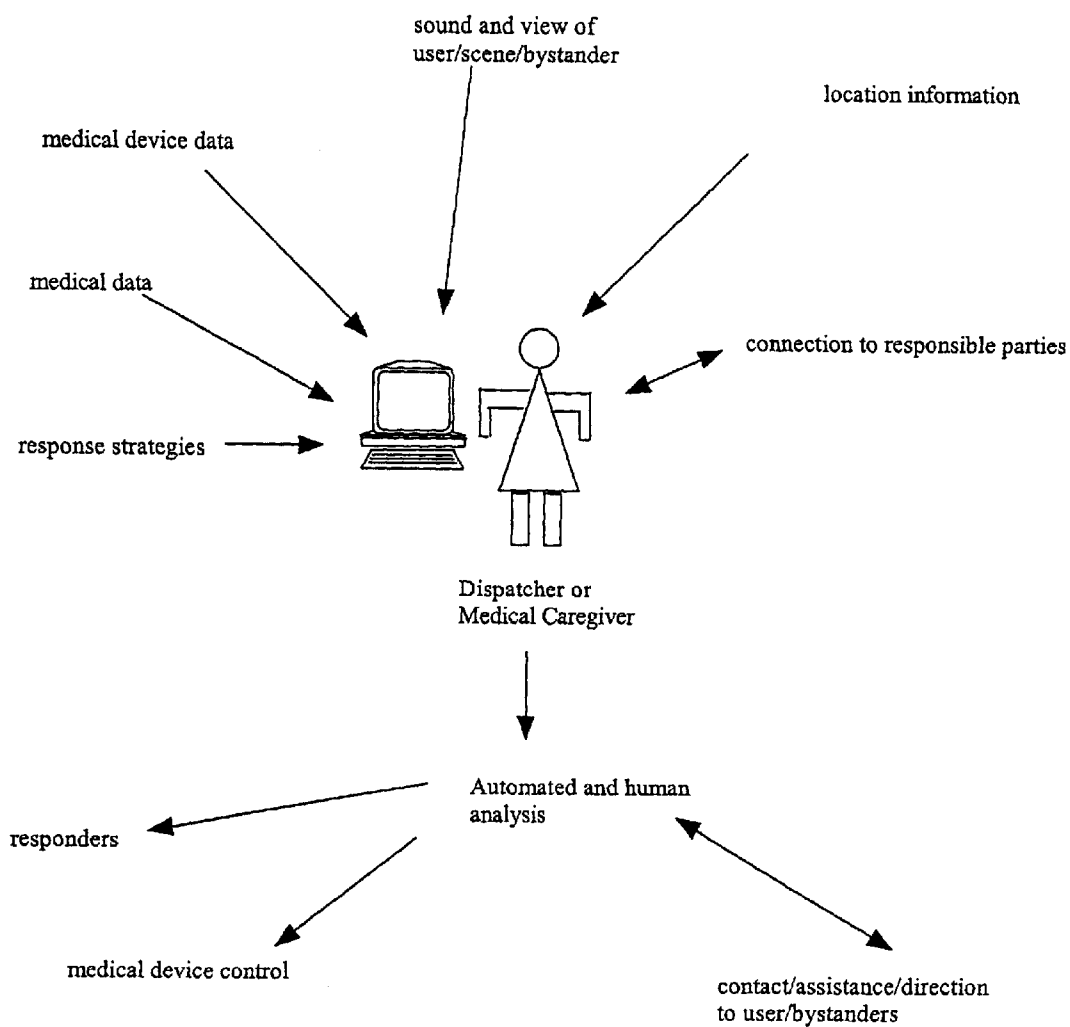 sound and view of
user/scene/bystander
location information
medical device data
medical data
connection to responsible parties
response strategies
Dispatcher or
Medical Caregiver
Automated and human
analysis
responders
medical device control
contact/assistance/direction
to user/bystanders